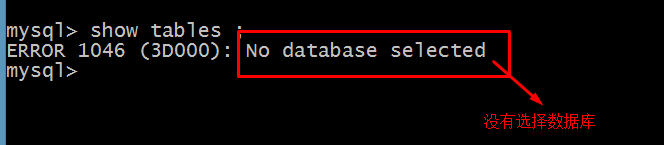 mysql> show tables ;
ERROR 1046 (3D000): No database selected
mysql>
没有选择数据库